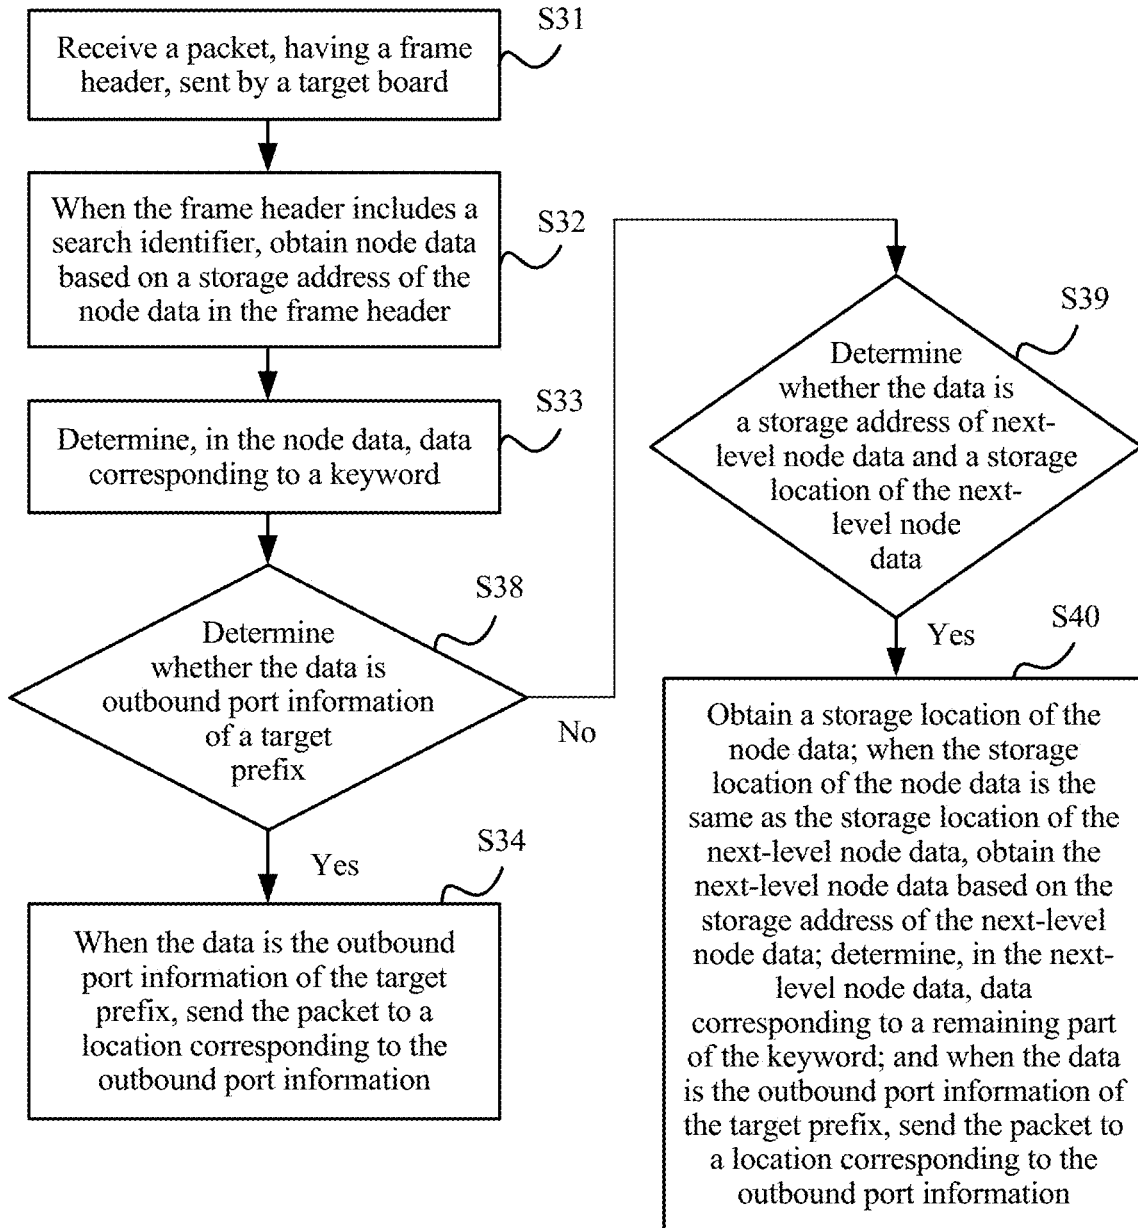 S31
Receive a packet, having a frame
header, sent by a target board
S32
When the frame header includes a
search identifier, obtain node data
based on a storage address of the
node data in the frame header
S33
Determine, in the node data, data
corresponding to a keyword
S38
Determine
whether the data is
outbound port information
of a target
prefix
No
Yes
S34
When the data is the outbound
port information of the target
prefix, send the packet to a
location corresponding to the
outbound port information
S39
Determine
whether the data is
a storage address of next-
level node data and a storage
location of the next-
level node
data
Yes
S40
Obtain a storage location of the
node data; when the storage
location of the node data is the
same as the storage location of the
next-level node data, obtain the
next-level node data based on the
storage address of the next-level
node data; determine, in the next-
level node data, data
corresponding to a remaining part
of the keyword; and when the data
is the outbound port information of
the target prefix, send the packet to
a location corresponding to the
outbound port information